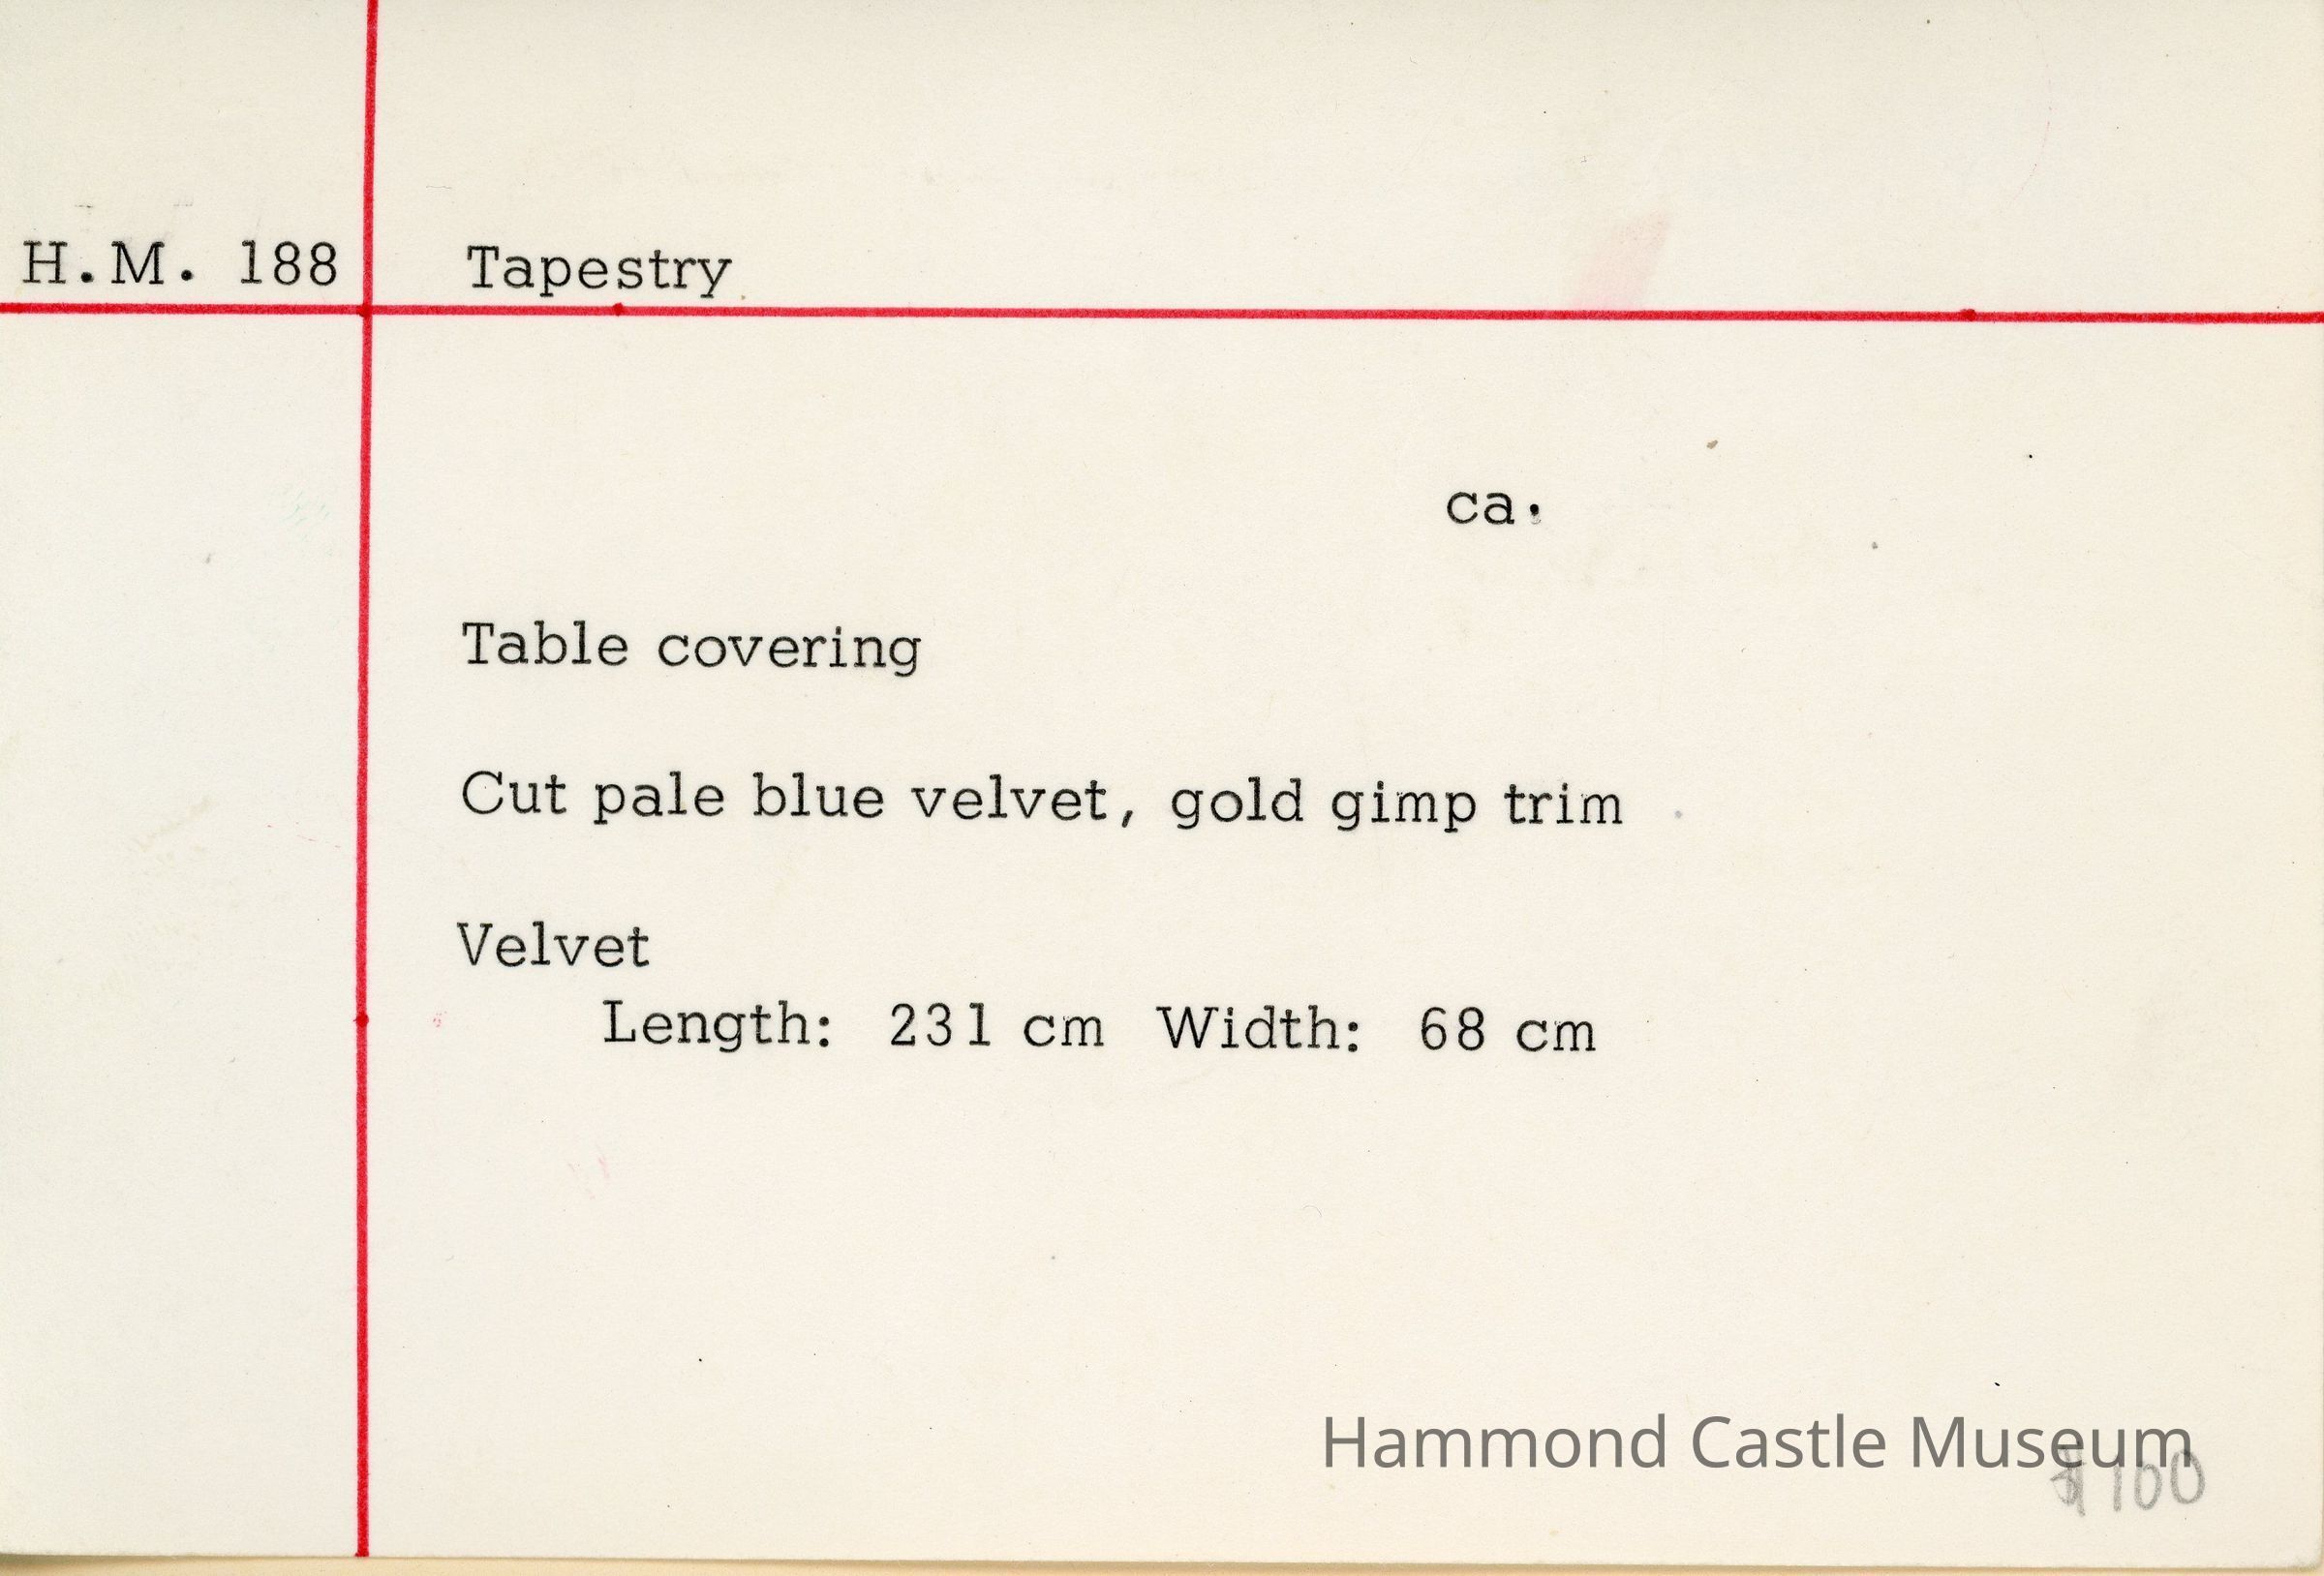 H.M. 188 Tapestry
ca.
Table covering
Cut pale blue velvet, gold gimp trim
Velvet
Length: 231 cm Width: 68 cm
Hammond Castle Museum
$100